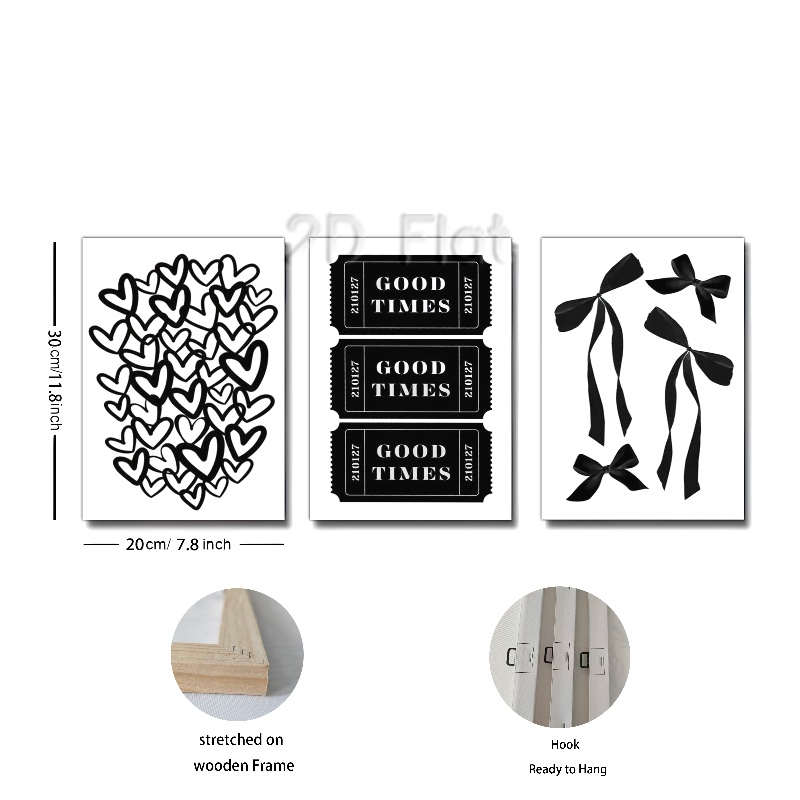 2D Flat
GOOD
TIMES
210127
210127
GOOD
TIMES
210127
210127
GOOD
TIMES
210127
210127
30cm/11.8inch
20cm/ 7.8 inch
stretched on
wooden Frame
Hook
Ready to Hang